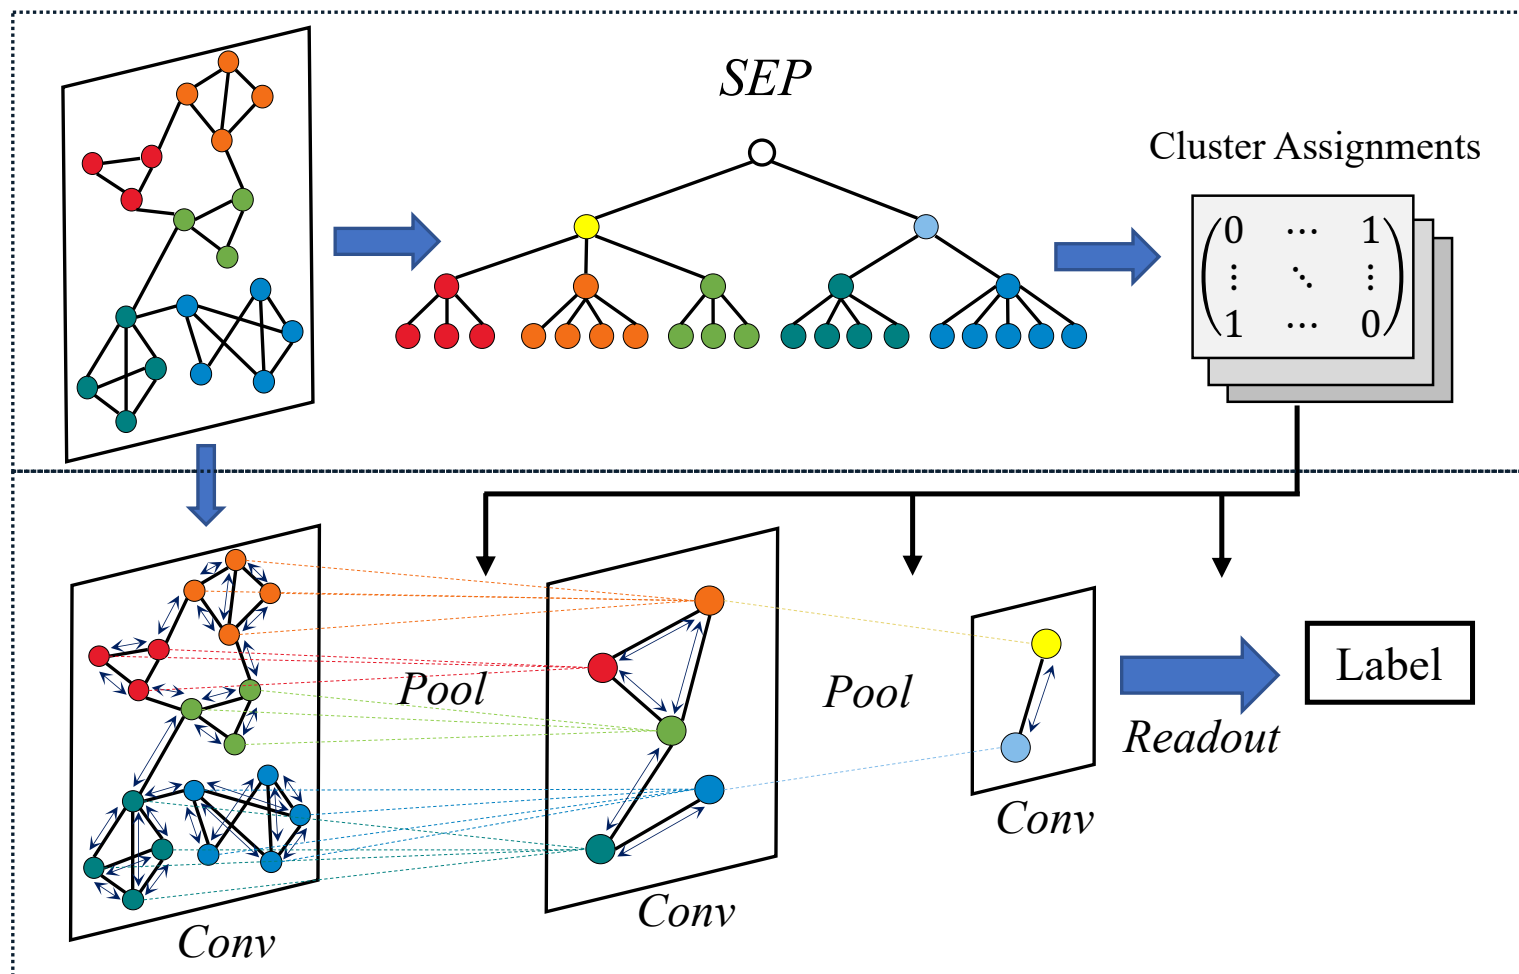 SEP
Cluster Assignments
0 ⋯ 1
⋮ ⋱ ⋮
1 ⋯ 0
Pool
Pool
Label
Readout
Conv
Conv
Conv